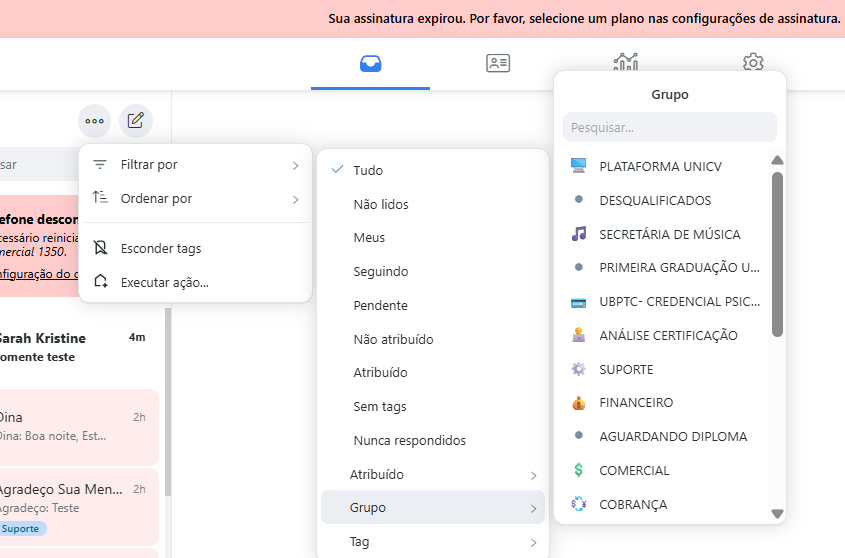 Sua assinatura expirou. Por favor, selecione um plano nas configurações de assinatura.
Grupo
Pesquisar...
PLATAFORMA UNICV
DESQUALIFICADOS
SECRETÁRIA DE MÚSICA
PRIMEIRA GRADUAÇÃO U...
UBPTC- CREDENCIAL PSIC...
ANÁLISE CERTIFICAÇÃO
SUPORTE
FINANCEIRO
AGUARDANDO DIPLOMA
COMERCIAL
COBRANÇA
Tudo
Não lidos
Meus
Seguindo
Pendente
Não atribuído
Atribuído
Sem tags
Nunca respondidos
Atribuído
Grupo
Tag
Filtrar por
Ordenar por
Esconder tags
Executar ação...
sar
efone descon
cessário reinicia
mercial 1350.
nfiguração do c
Sarah Kristine 4m
omente teste
Dina 2h
Dina: Boa noite, Est...
Agradeço Sua Men... 2h
Agradeço: Teste
Suporte